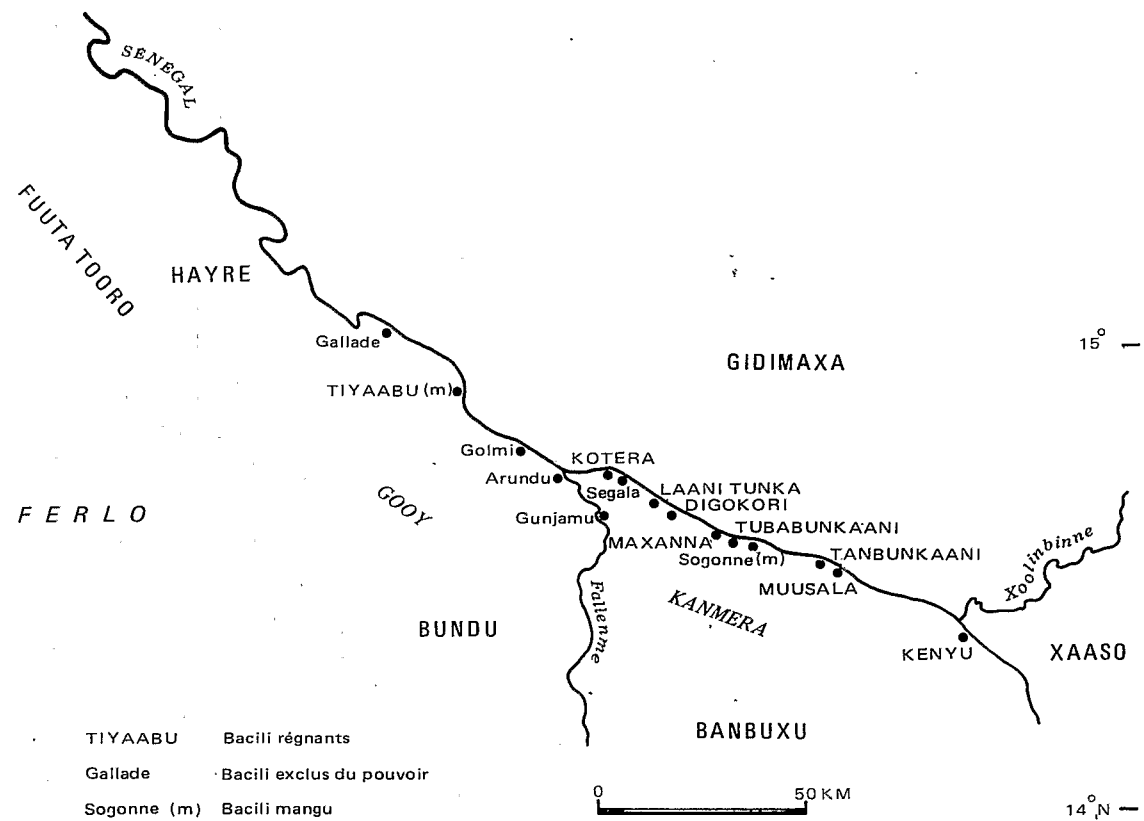 SÉNÉGAL
FUUTA TOORO
HAYRE
Gallade
15°
GIDIMAXA
TIYAABU (m)
Golmi
KOTERA
Arundu
Segala
LAANI TUNKA
GOOY
DIGOKORI
FERLO
Gunjamu
TUBABUNKAANI
MAXANNA
Sogonne (m)
TANBUNKAANI
Xoolinbinne
MUUSALA
Fallenme
KANMERA
BUNDU
KENYU
XAASO
BANBUXU
TIYAABU Bacili régnants
Gallade Bacili exclus du pouvoir
Sogonne (m) Bacili mangu
0 50 KM
14° N